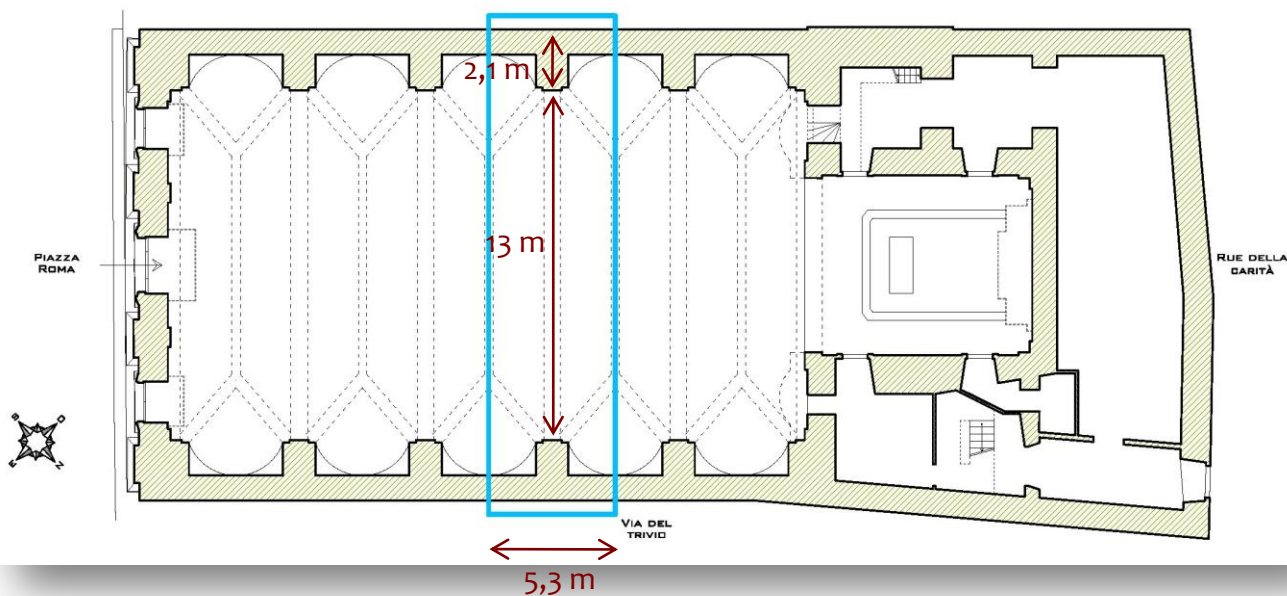 2,1 m
13 m
PIAZZA
ROMA
RUE DELLA
CARITÀ
VIA DEL
TRIVIO
5,3 m